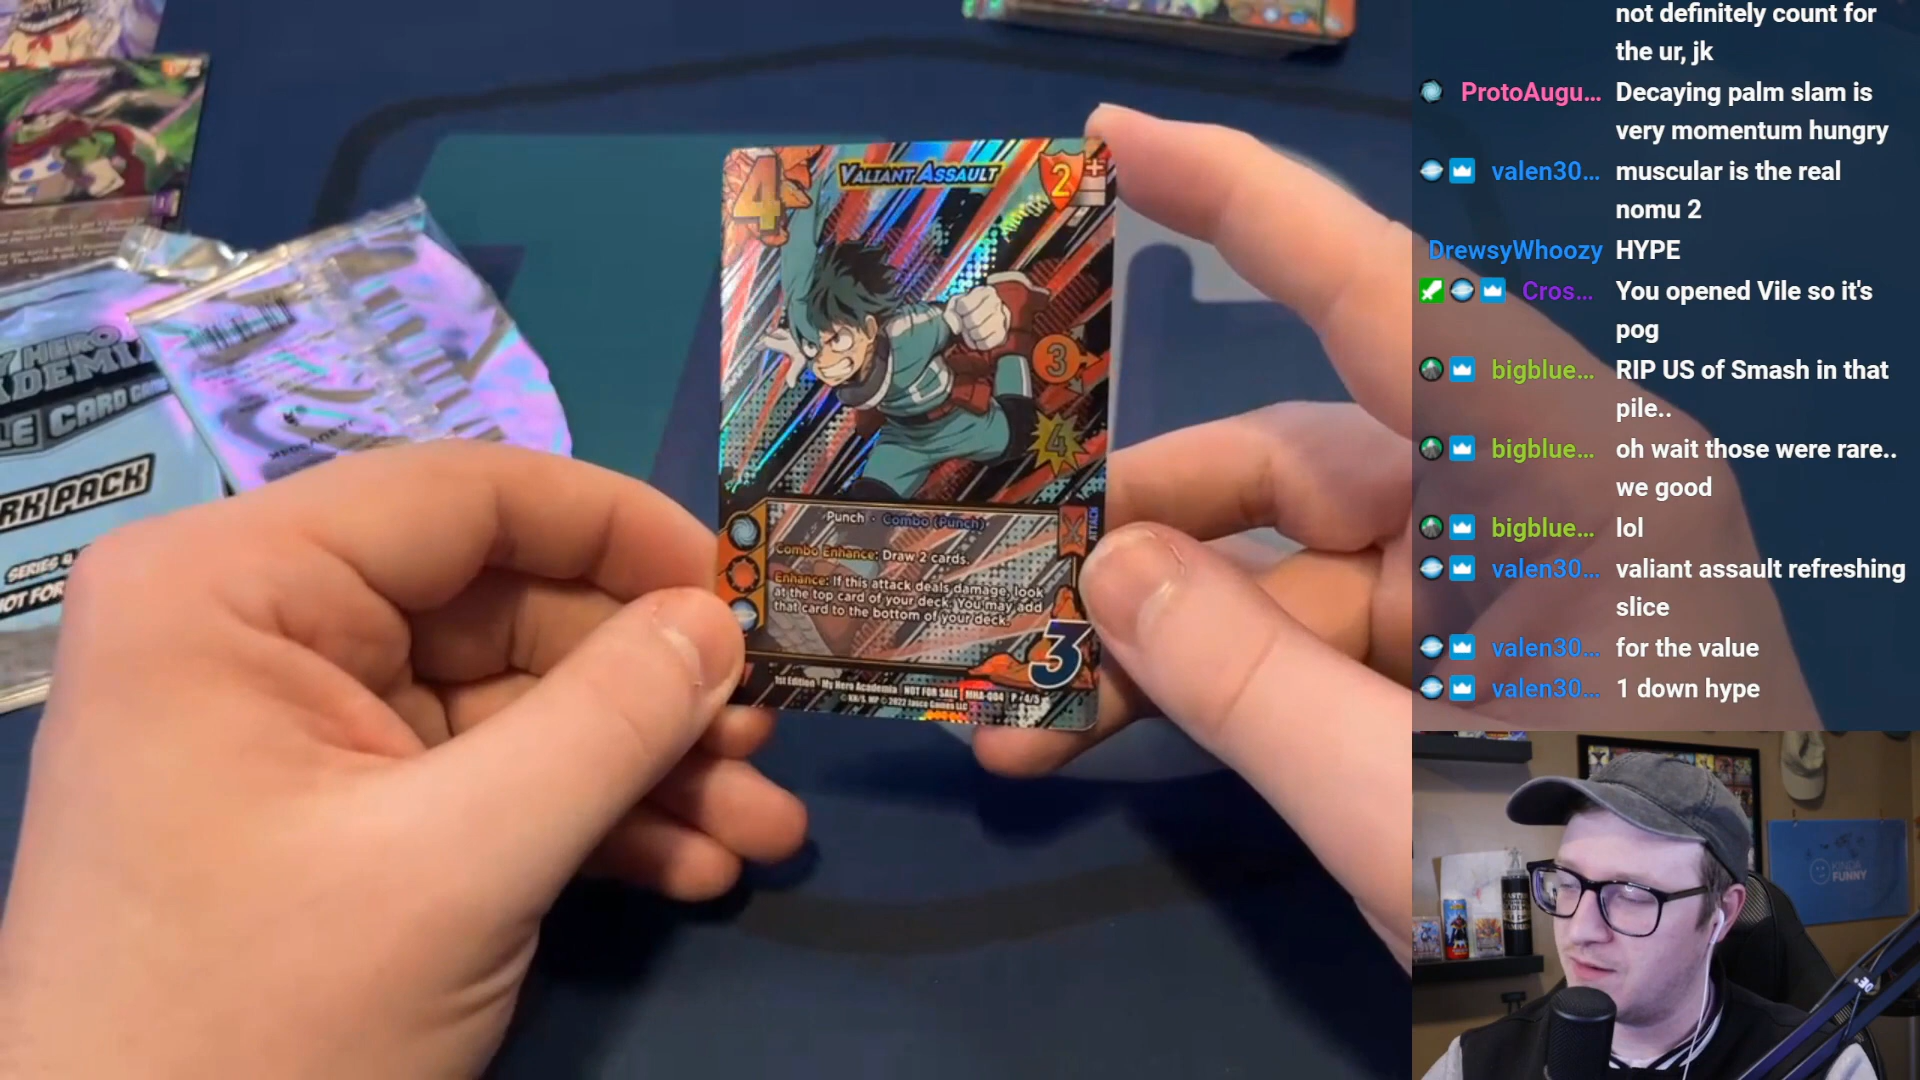 4
VALIANT ASSAULT
2
3
4
Punch · Combo (Punch)
Combo Enhance: Draw 2 cards.
Enhance: If this attack deals damage, look
at the top card of your deck. You may add
that card to the bottom of your deck.
ATTACK
3
1st Edition · My Hero Academia NOT FOR SALE MHA-004 P: 4/5
2022 Jasco Games LLC
HERO
CARD GAME
PACK
SERIES 4
NOT FOR
not definitely count for
the ur, jk
ProtoAugu... Decaying palm slam is
very momentum hungry
valen30... muscular is the real
nomu 2
DrewsyWhoozy HYPE
Cros... You opened Vile so it's
pog
bigblue... RIP US of Smash in that
pile..
bigblue... oh wait those were rare..
we good
bigblue... lol
valen30... valiant assault refreshing
slice
valen30... for the value
valen30... 1 down hype
KINDA
FUNNY